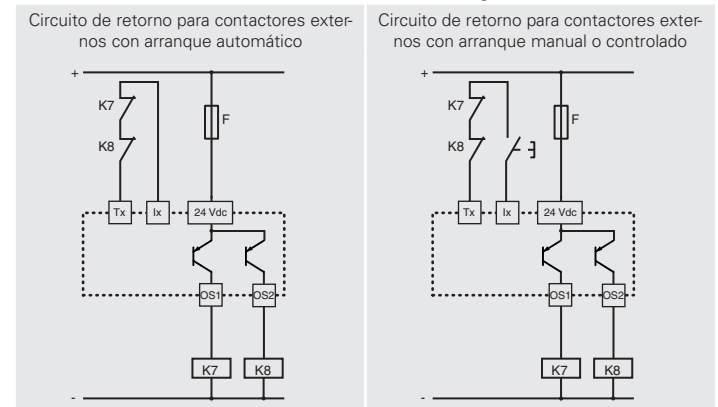 Circuito de retorno para contactores exter-
nos con arranque automático
+
K7
K8
F
Tx
Ix
24 Vdc
OS1
OS2
K7
K8
-
Circuito de retorno para contactores exter-
nos con arranque manual o controlado
+
K7
K8
F
Tx
Ix
24 Vdc
OS1
OS2
K7
K8
-